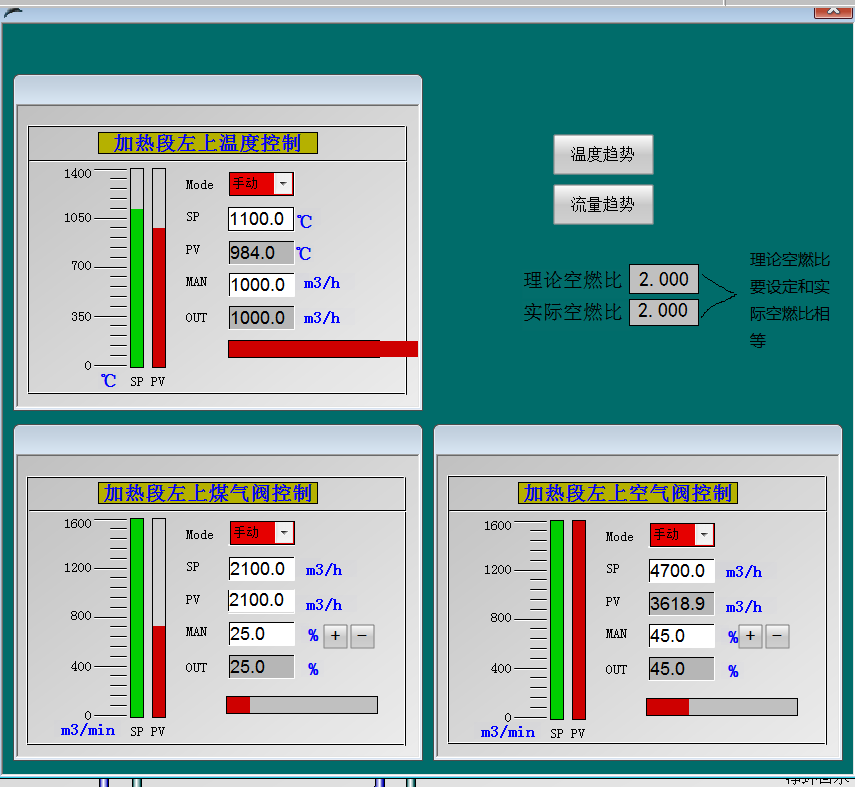 加热段左上温度控制
1400
1050
700
350
0
℃
SP PV
Mode 手动
SP 1100.0 ℃
PV 984.0 ℃
MAN 1000.0 m3/h
OUT 1000.0 m3/h
温度趋势
流量趋势
理论空燃比 2.000
实际空燃比 2.000
理论空燃比
要设定和实
际空燃比相
等
加热段左上煤气阀控制
1600
1200
800
400
0
m3/min
SP PV
Mode 手动
SP 2100.0 m3/h
PV 2100.0 m3/h
MAN 25.0 % + −
OUT 25.0 %
加热段左上空气阀控制
1600
1200
800
400
0
m3/min
SP PV
Mode 手动
SP 4700.0 m3/h
PV 3618.9 m3/h
MAN 45.0 % + −
OUT 45.0 %